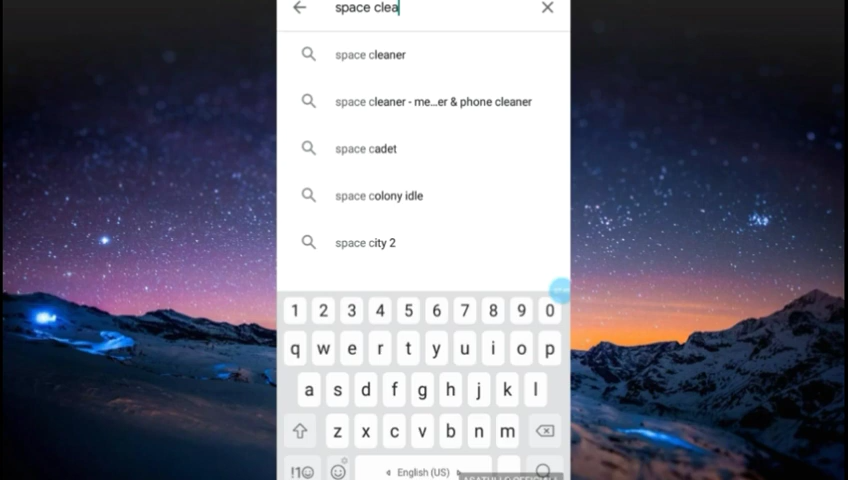 space clea
space cleaner
space cleaner - me...er & phone cleaner
space cadet
space colony idle
space city 2
1 2 3 4 5 6 7 8 9 0
q w e r t y u i o p
a s d f g h j k l
z x c v b n m
!1☺ English (US)